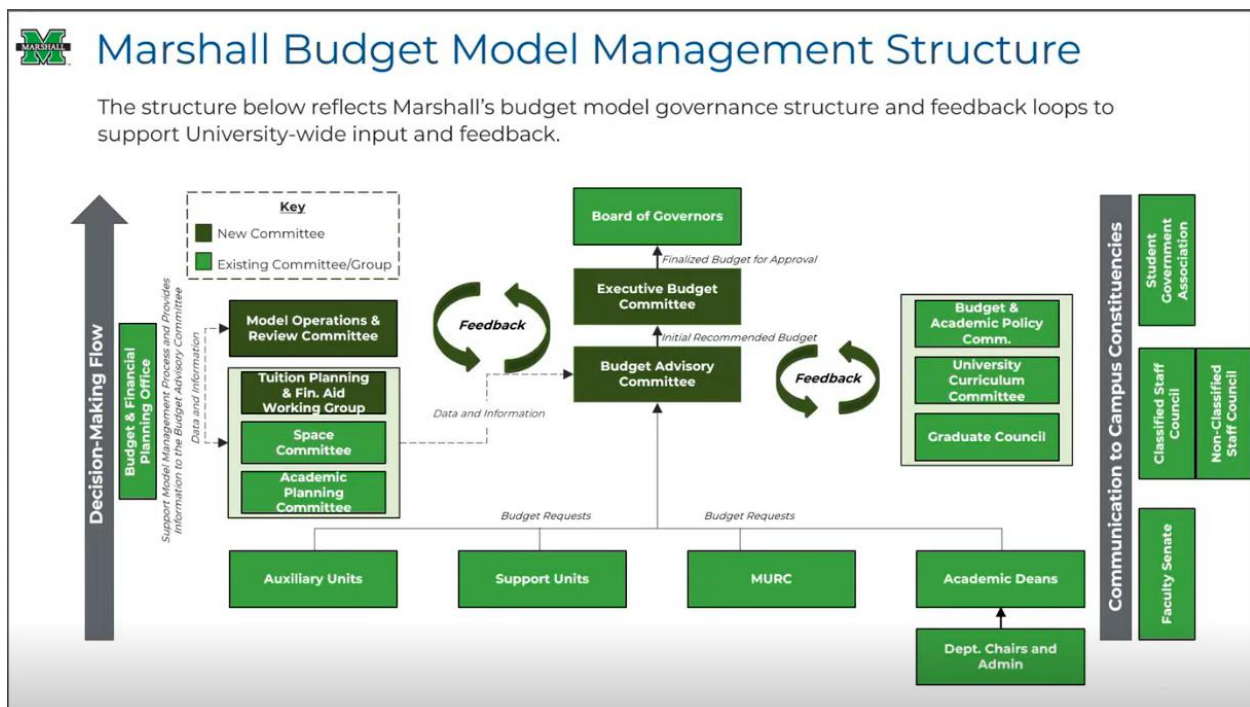 MARSHALL
Marshall Budget Model Management Structure
The structure below reflects Marshall's budget model governance structure and feedback loops to
support University-wide input and feedback.
Decision-Making Flow
Budget & Financial
Planning Office
Support Model Management Process and Provides
Information to the Budget Advisory Committee
Data and Information
Key
New Committee
Existing Committee/Group
Model Operations &
Review Committee
Tuition Planning
& Fin. Aid
Working Group
Space
Committee
Academic
Planning
Committee
Feedback
Data and Information
Board of Governors
Finalized Budget for Approval
Executive Budget
Committee
Initial Recommended Budget
Budget Advisory
Committee
Feedback
Budget &
Academic Policy
Comm.
University
Curriculum
Committee
Graduate Council
Budget Requests
Budget Requests
Auxiliary Units
Support Units
MURC
Academic Deans
Dept. Chairs and
Admin
Communication to Campus Constituencies
Student
Government
Association
Classified Staff
Council
Non-Classified
Staff Council
Faculty Senate